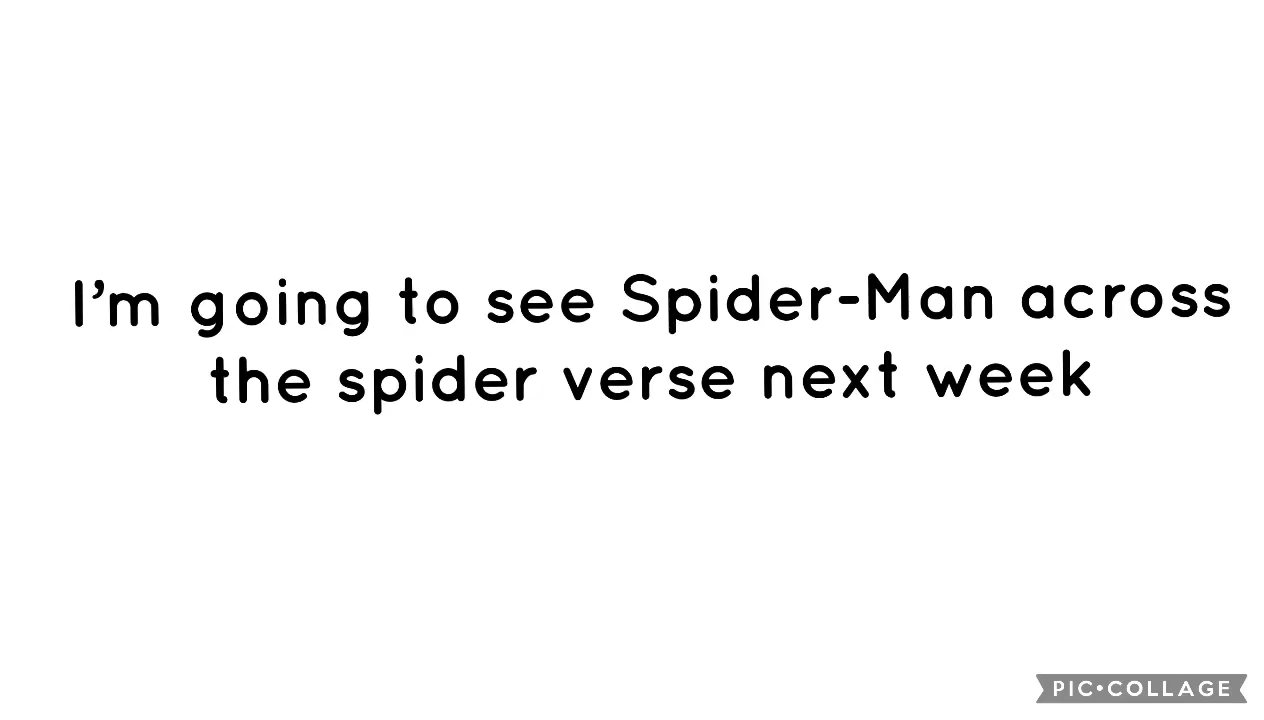 I'm going to see Spider-Man across
the spider verse next week
PIC•COLLAGE